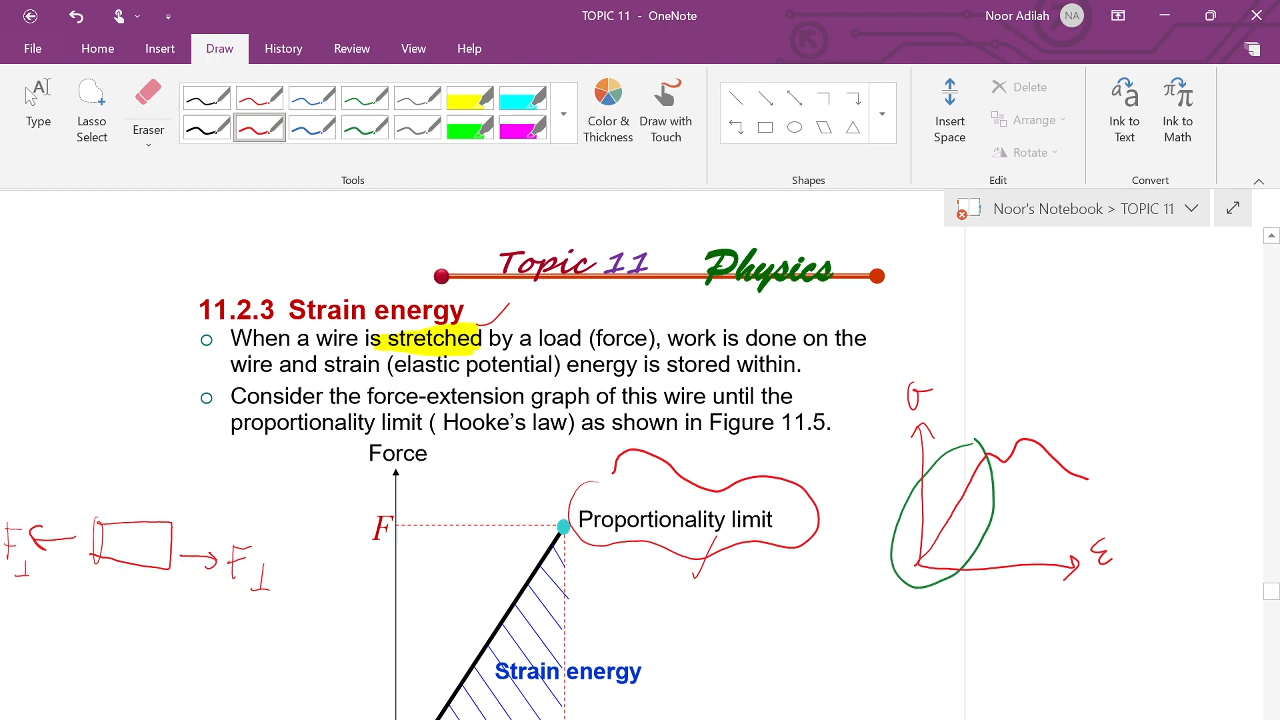 TOPIC 11 - OneNote
Noor Adilah NA
File Home Insert Draw History Review View Help
Type
Lasso Select
Eraser
Color & Thickness
Draw with Touch
Insert Space
Delete
Arrange
Rotate
Ink to Text
Ink to Math
Tools
Shapes
Edit
Convert
Noor's Notebook > TOPIC 11
Topic 11 Physics
11.2.3 Strain energy
When a wire is stretched by a load (force), work is done on the
wire and strain (elastic potential) energy is stored within.
Consider the force-extension graph of this wire until the
proportionality limit ( Hooke's law) as shown in Figure 11.5.
Force
F
Proportionality limit
Strain energy
F⊥
F⊥
σ
ε